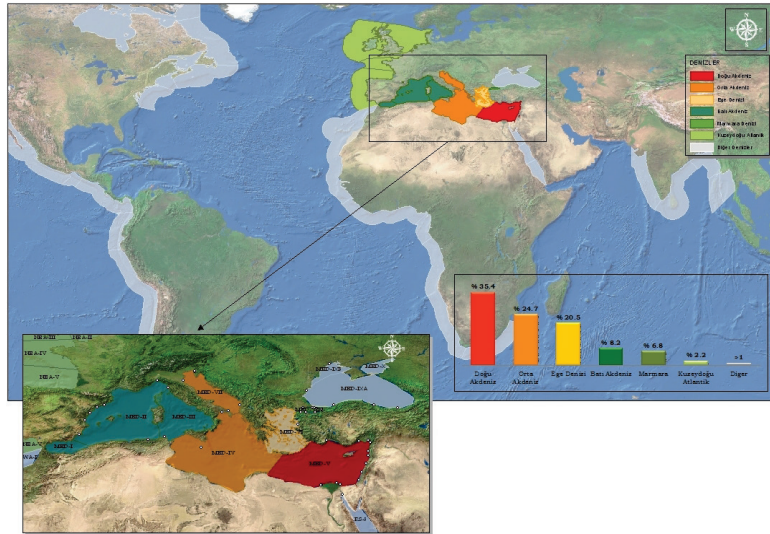 DENİZLER
Doğu Akdeniz
Orta Akdeniz
Ege Denizi
Batı Akdeniz
Marmara Denizi
Kuzeydoğu Atlantik
Diğer Denizler
% 35.4
% 24.7
% 20.5
% 8.2
% 6.8
% 2.2
Doğu Akdeniz
Orta Akdeniz
Ege Denizi
Batı Akdeniz
Marmara
Kuzeydoğu Atlantik
Diğer
NEA-IV
NEA-V
MED-I
MED-II
MED-III
MED-VII
MED-IV
MED-V
MED-IXA